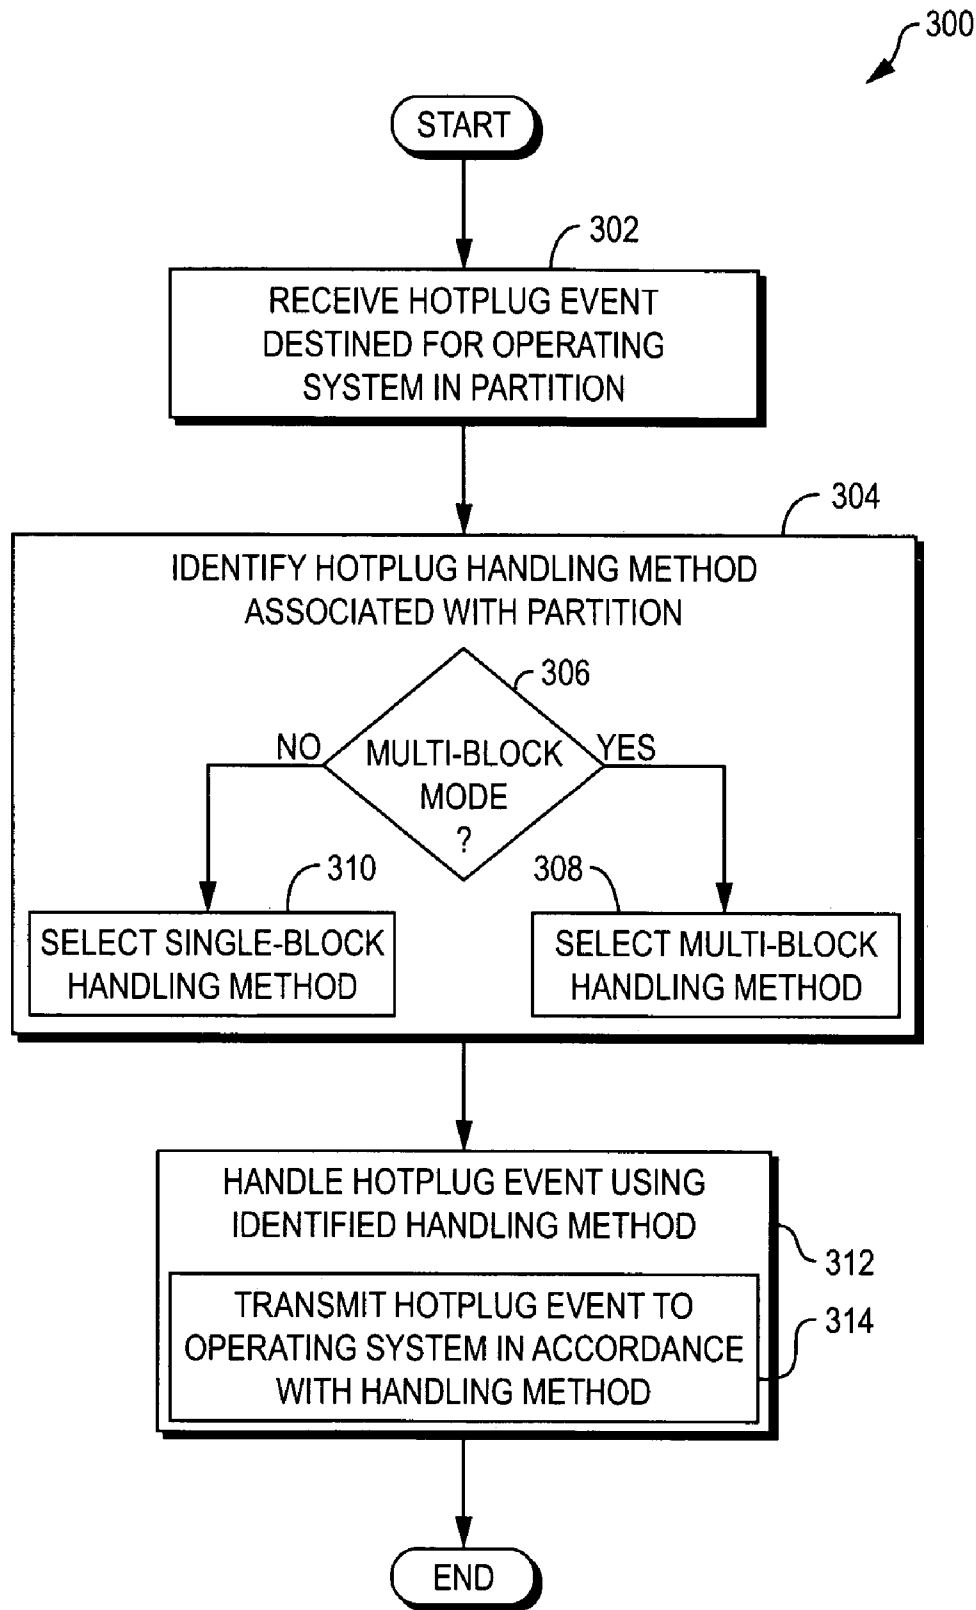 300
START
302
RECEIVE HOTPLUG EVENT
DESTINED FOR OPERATING
SYSTEM IN PARTITION
304
IDENTIFY HOTPLUG HANDLING METHOD
ASSOCIATED WITH PARTITION
306
NO
MULTI-BLOCK
MODE
?
YES
310
308
SELECT SINGLE-BLOCK
HANDLING METHOD
SELECT MULTI-BLOCK
HANDLING METHOD
HANDLE HOTPLUG EVENT USING
IDENTIFIED HANDLING METHOD
312
TRANSMIT HOTPLUG EVENT TO
OPERATING SYSTEM IN ACCORDANCE
WITH HANDLING METHOD
314
END